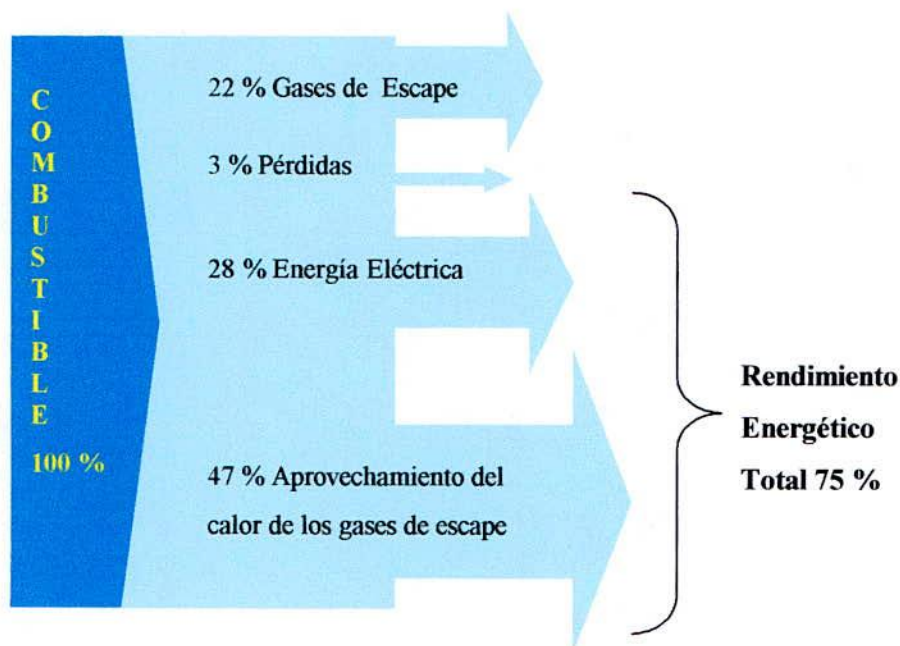 COMBUSTIBLE
100 %
22 % Gases de Escape
3 % Pérdidas
28 % Energía Eléctrica
47 % Aprovechamiento del
calor de los gases de escape
Rendimiento
Energético
Total 75 %